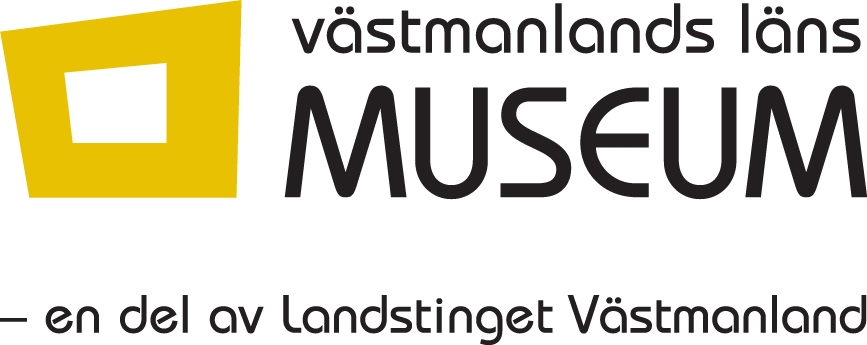 västmanlands läns
MUSEUM
– en del av Landstinget Västmanland